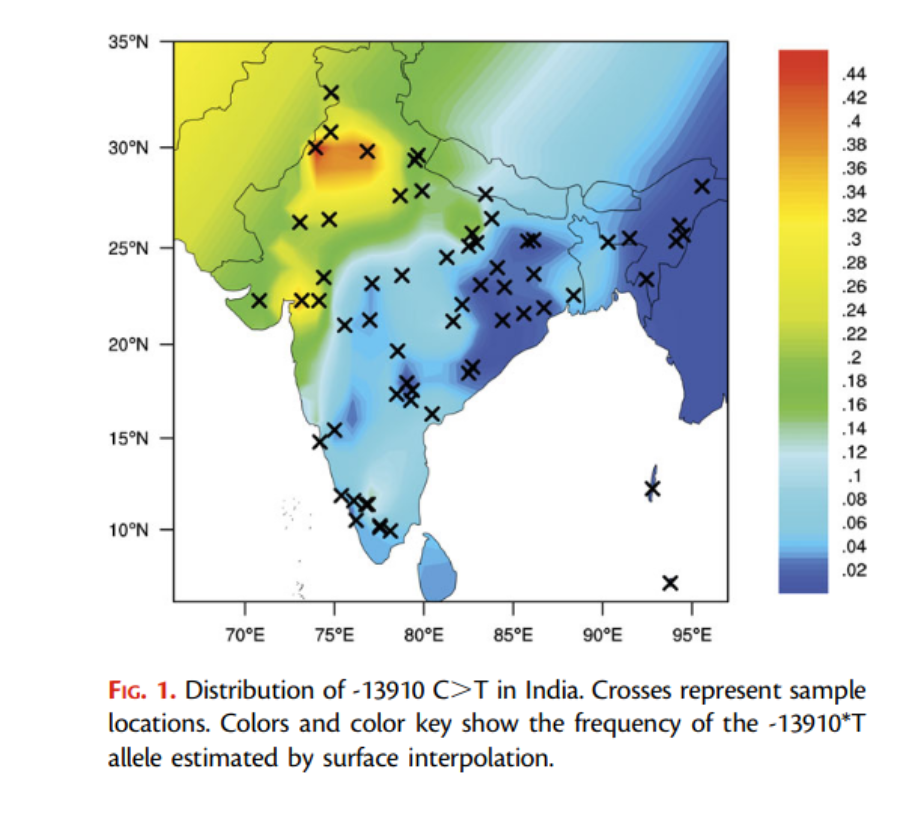 35°N
30°N
25°N
20°N
15°N
10°N
70°E 75°E 80°E 85°E 90°E 95°E
.44
.42
.4
.38
.36
.34
.32
.3
.28
.26
.24
.22
.2
.18
.16
.14
.12
.1
.08
.06
.04
.02
FIG. 1. Distribution of -13910 C>T in India. Crosses represent sample
locations. Colors and color key show the frequency of the -13910*T
allele estimated by surface interpolation.